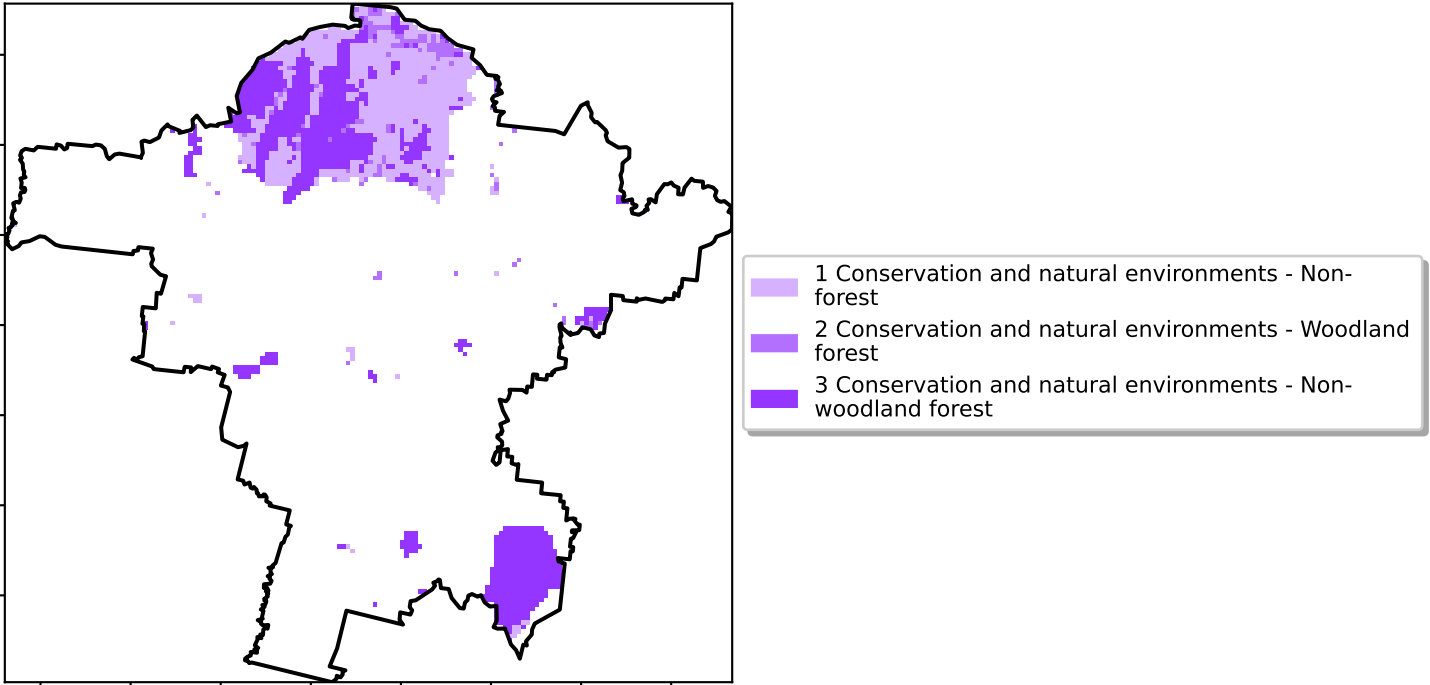 1 Conservation and natural environments - Non-
forest
2 Conservation and natural environments - Woodland
forest
3 Conservation and natural environments - Non-
woodland forest